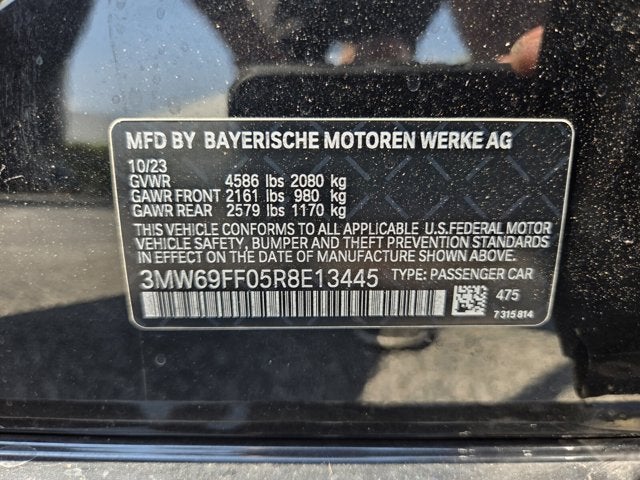 MFD BY BAYERISCHE MOTOREN WERKE AG
10/23
GVWR 4586 lbs 2080 kg
GAWR FRONT 2161 lbs 980 kg
GAWR REAR 2579 lbs 1170 kg
THIS VEHICLE CONFORMS TO ALL APPLICABLE U.S.FEDERAL MOTOR
VEHICLE SAFETY, BUMPER AND THEFT PREVENTION STANDARDS
IN EFFECT ON THE DATE OF MANUFACTURE SHOWN ABOVE.
3MW69FF05R8E13445 TYPE: PASSENGER CAR
475
7 315 814